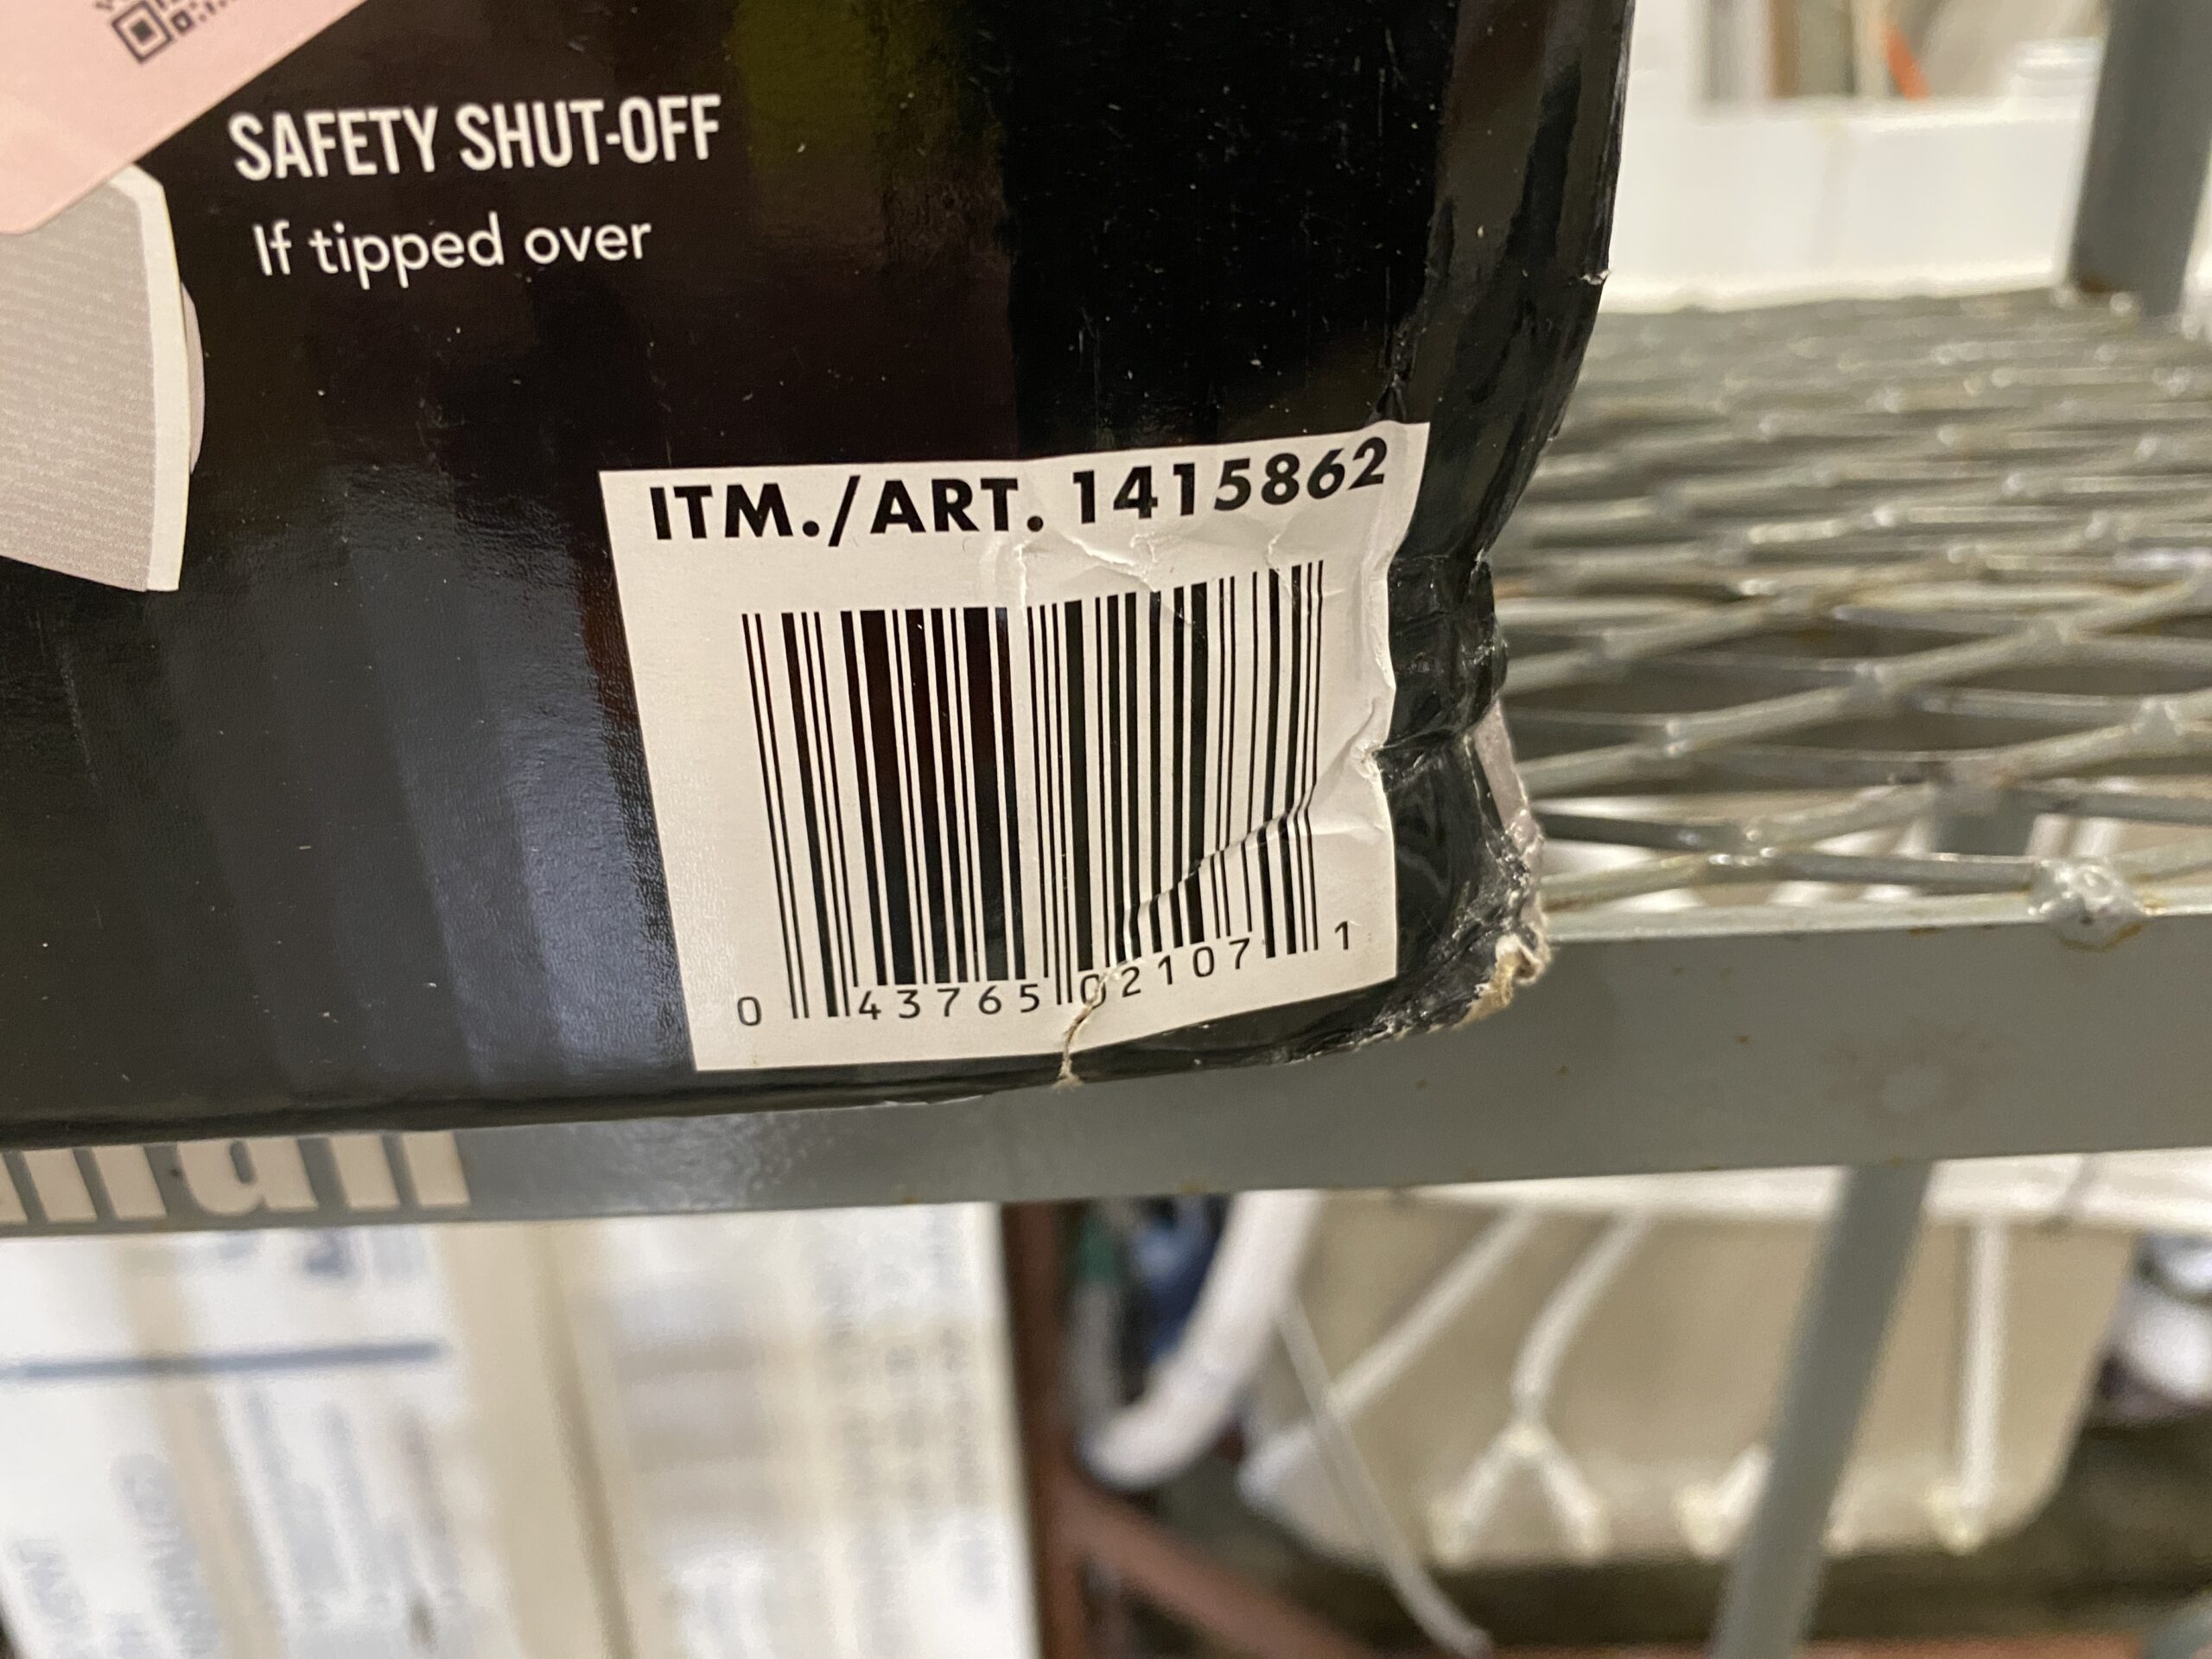 SAFETY SHUT-OFF
If tipped over
ITM./ART. 1415862
0 43765 02107 1